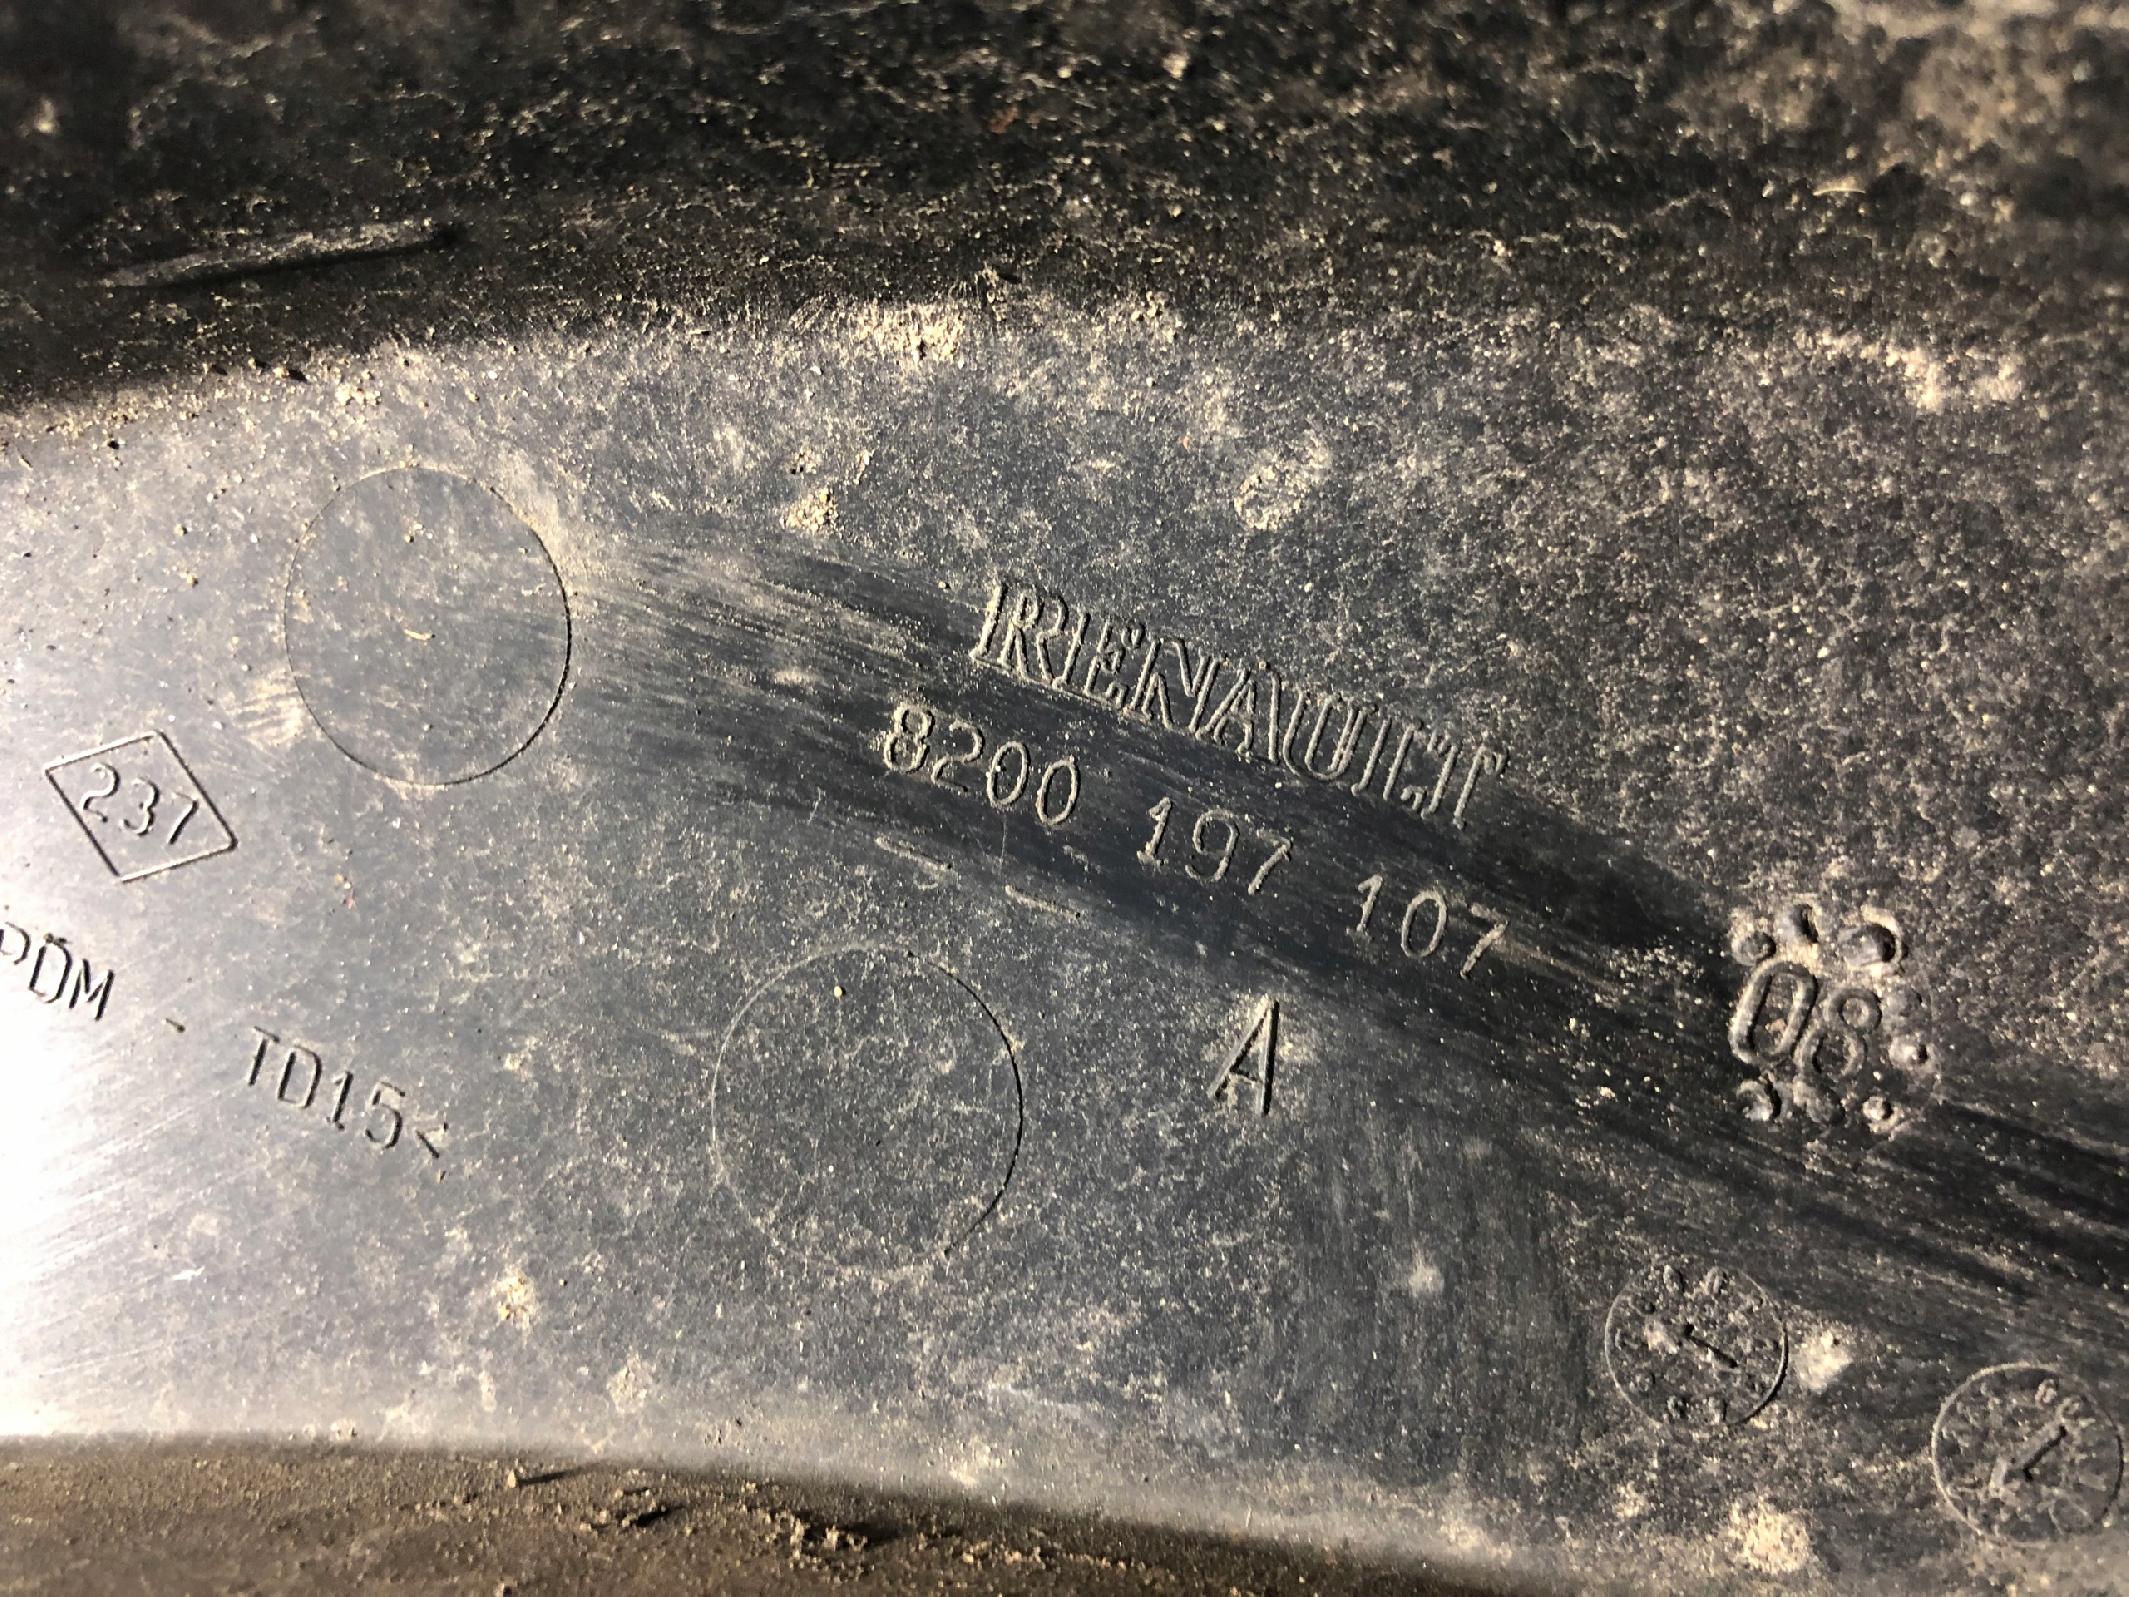 RENAULT
8200 197 107
237
PDM - TD15<
A
08